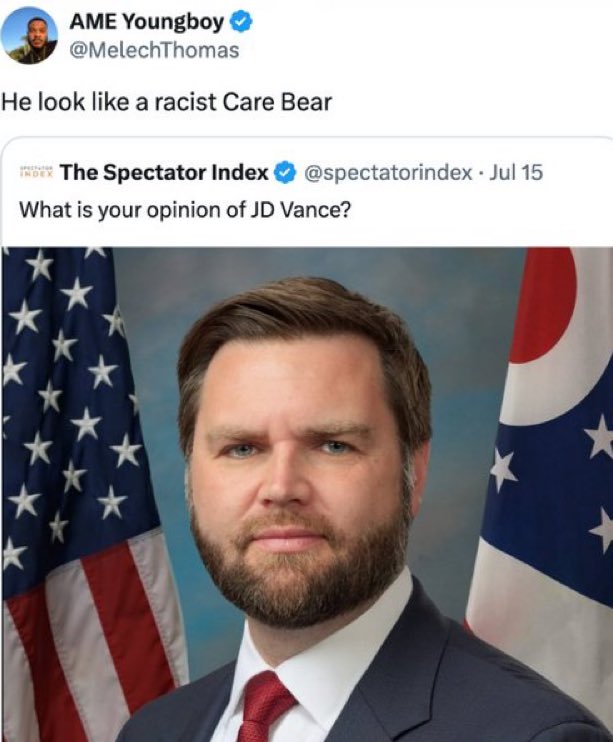 AME Youngboy
@MelechThomas
He look like a racist Care Bear
SPECTATOR
INDEX
The Spectator Index @spectatorindex · Jul 15
What is your opinion of JD Vance?